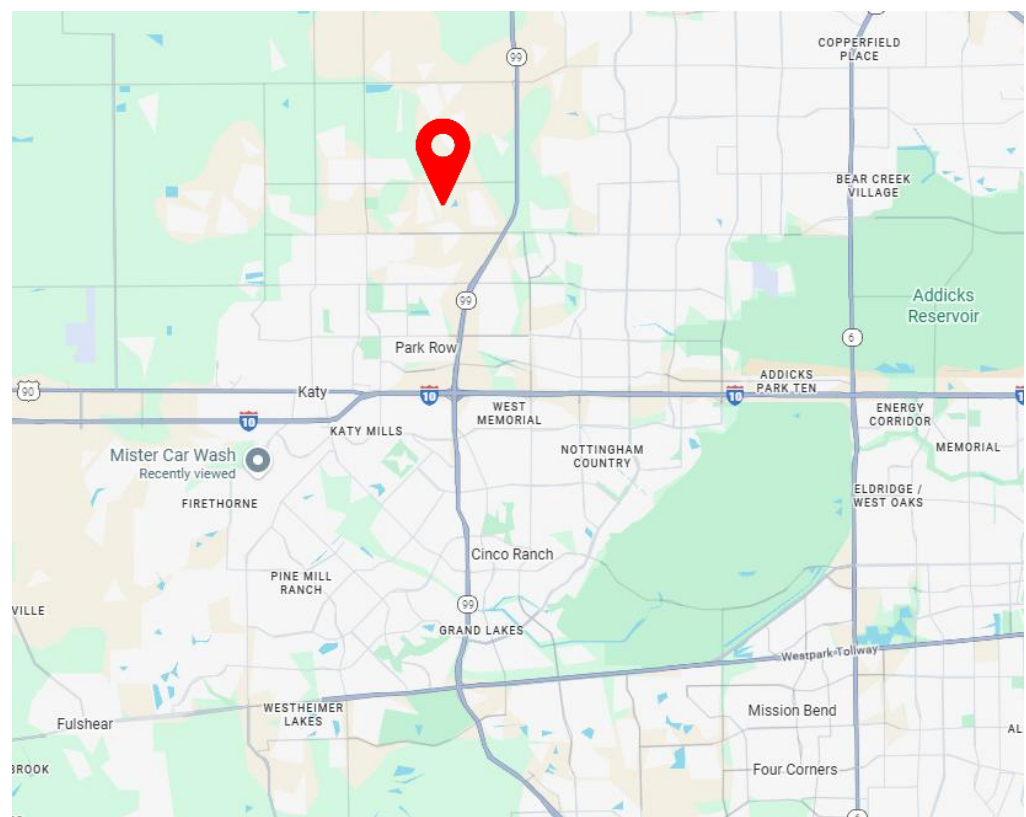 COPPERFIELD
PLACE
99
BEAR CREEK
VILLAGE
Addicks
Reservoir
99
6
Park Row
ADDICKS
PARK TEN
90
Katy
10
10
10
WEST
MEMORIAL
ENERGY
CORRIDOR
KATY MILLS
NOTTINGHAM
COUNTRY
MEMORIAL
Mister Car Wash
Recently viewed
FIRETHORNE
ELDRIDGE /
WEST OAKS
Cinco Ranch
PINE MILL
RANCH
99
VILLE
GRAND LAKES
Westpark Tollway
WESTHEIMER
LAKES
Mission Bend
Fulshear
AL
BROOK
Four Corners
6